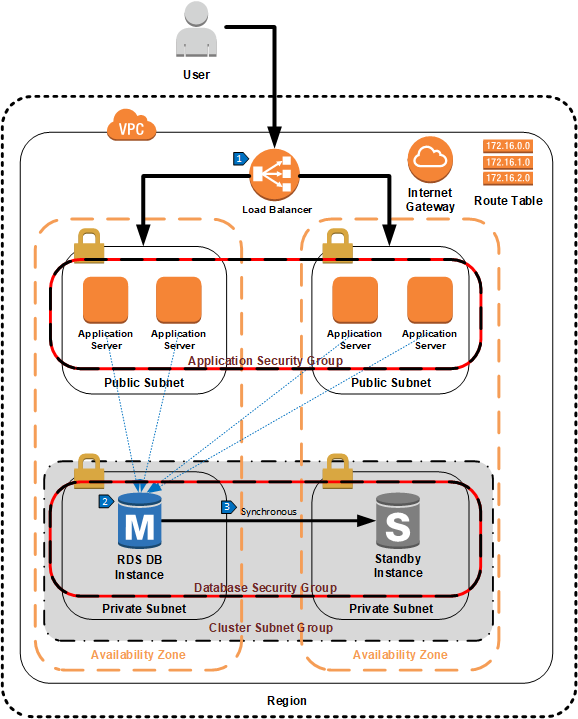 User
VPC
1
Load Balancer
Internet
Gateway
172.16.0.0
172.16.1.0
172.16.2.0
Route Table
Application
Server
Application
Server
Application
Server
Application
Server
Application Security Group
Public Subnet
Public Subnet
2
M
RDS DB
Instance
3
Synchronous
S
Standby
Instance
Database Security Group
Private Subnet
Private Subnet
Cluster Subnet Group
Availability Zone
Availability Zone
Region